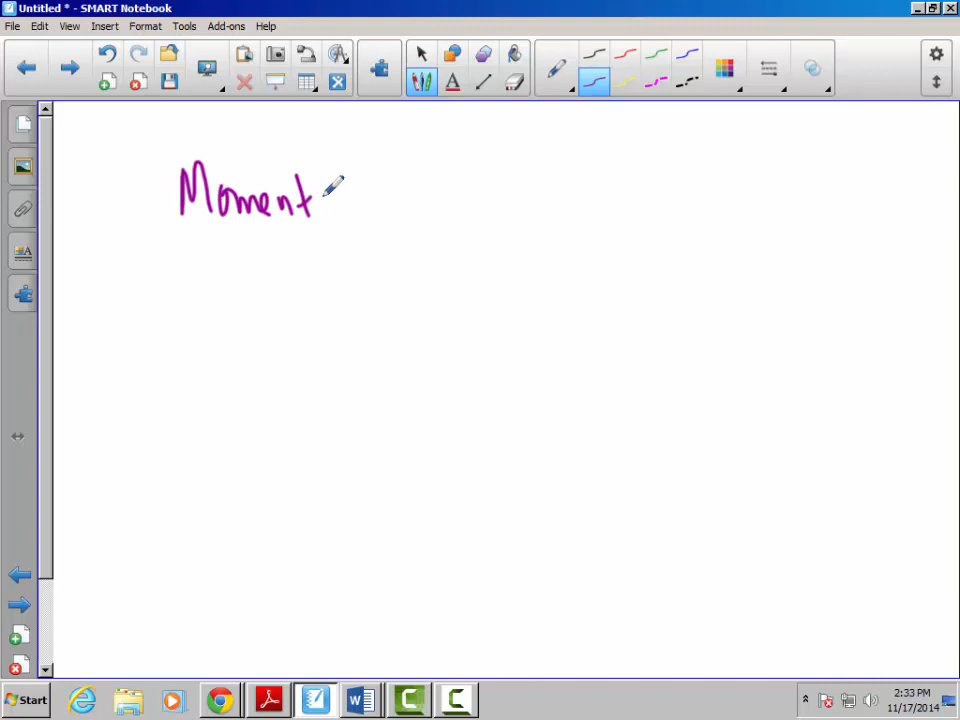 Untitled * - SMART Notebook
File Edit View Insert Format Tools Add-ons Help
Moment
Start
2:33 PM
11/17/2014